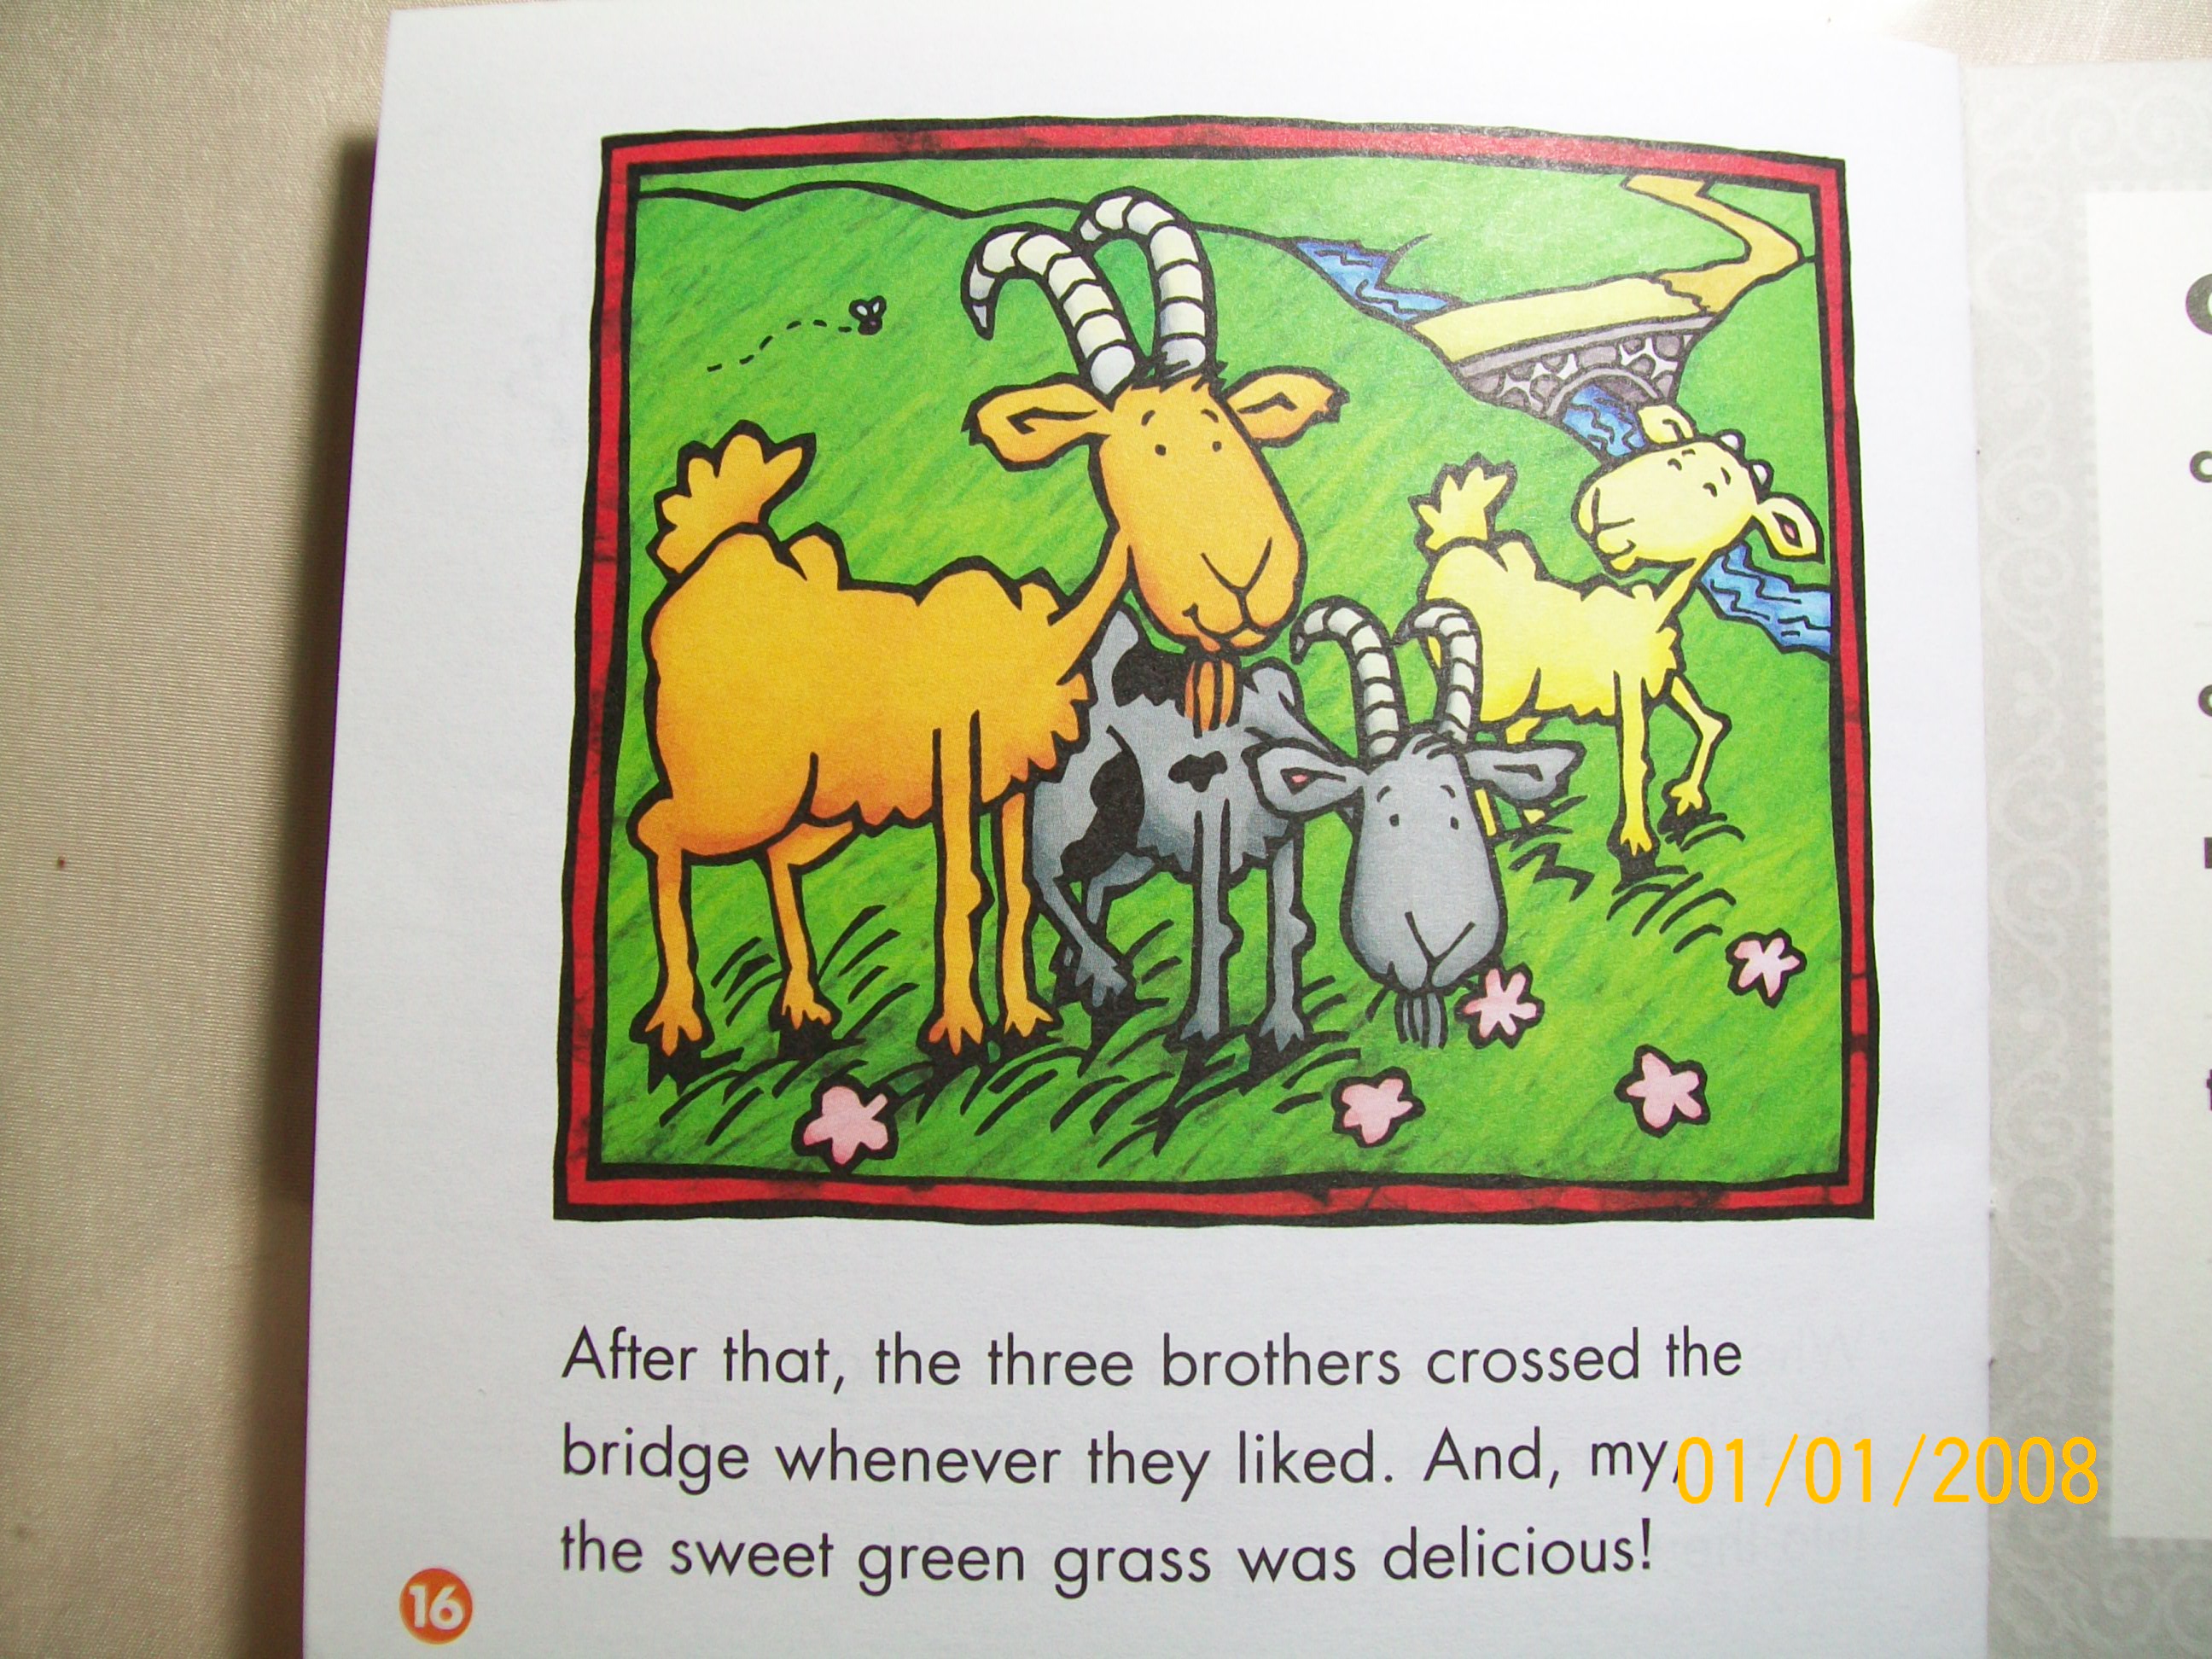 After that, the three brothers crossed the
bridge whenever they liked. And, my,
the sweet green grass was delicious!
16
01/01/2008